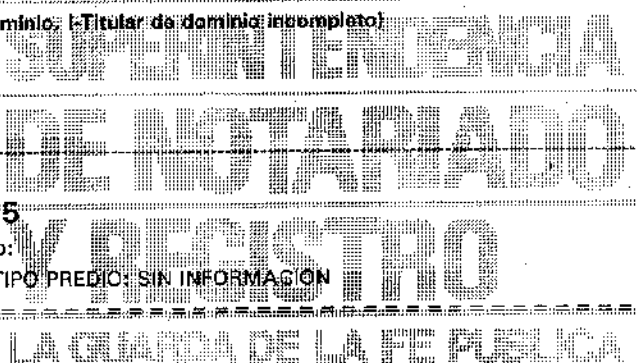 minio, I-Titular de dominio incompleto)
SUPERINTENDENCIA
DE NOTARIADO
5
o:
Y REGISTRO
TIPO PREDIO: SIN INFORMACION
LA GUARDA DE LA FE PUBLICA